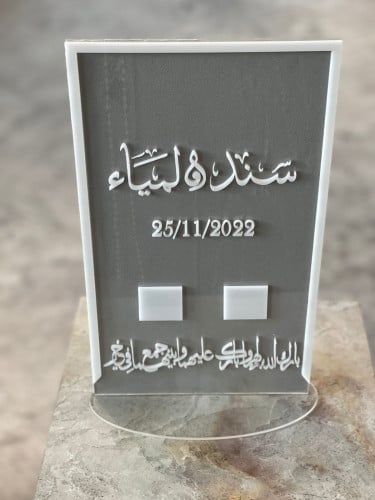 سند ولمياء
25/11/2022
بارك الله لهما وبارك عليهما وجمع بينهما في خير